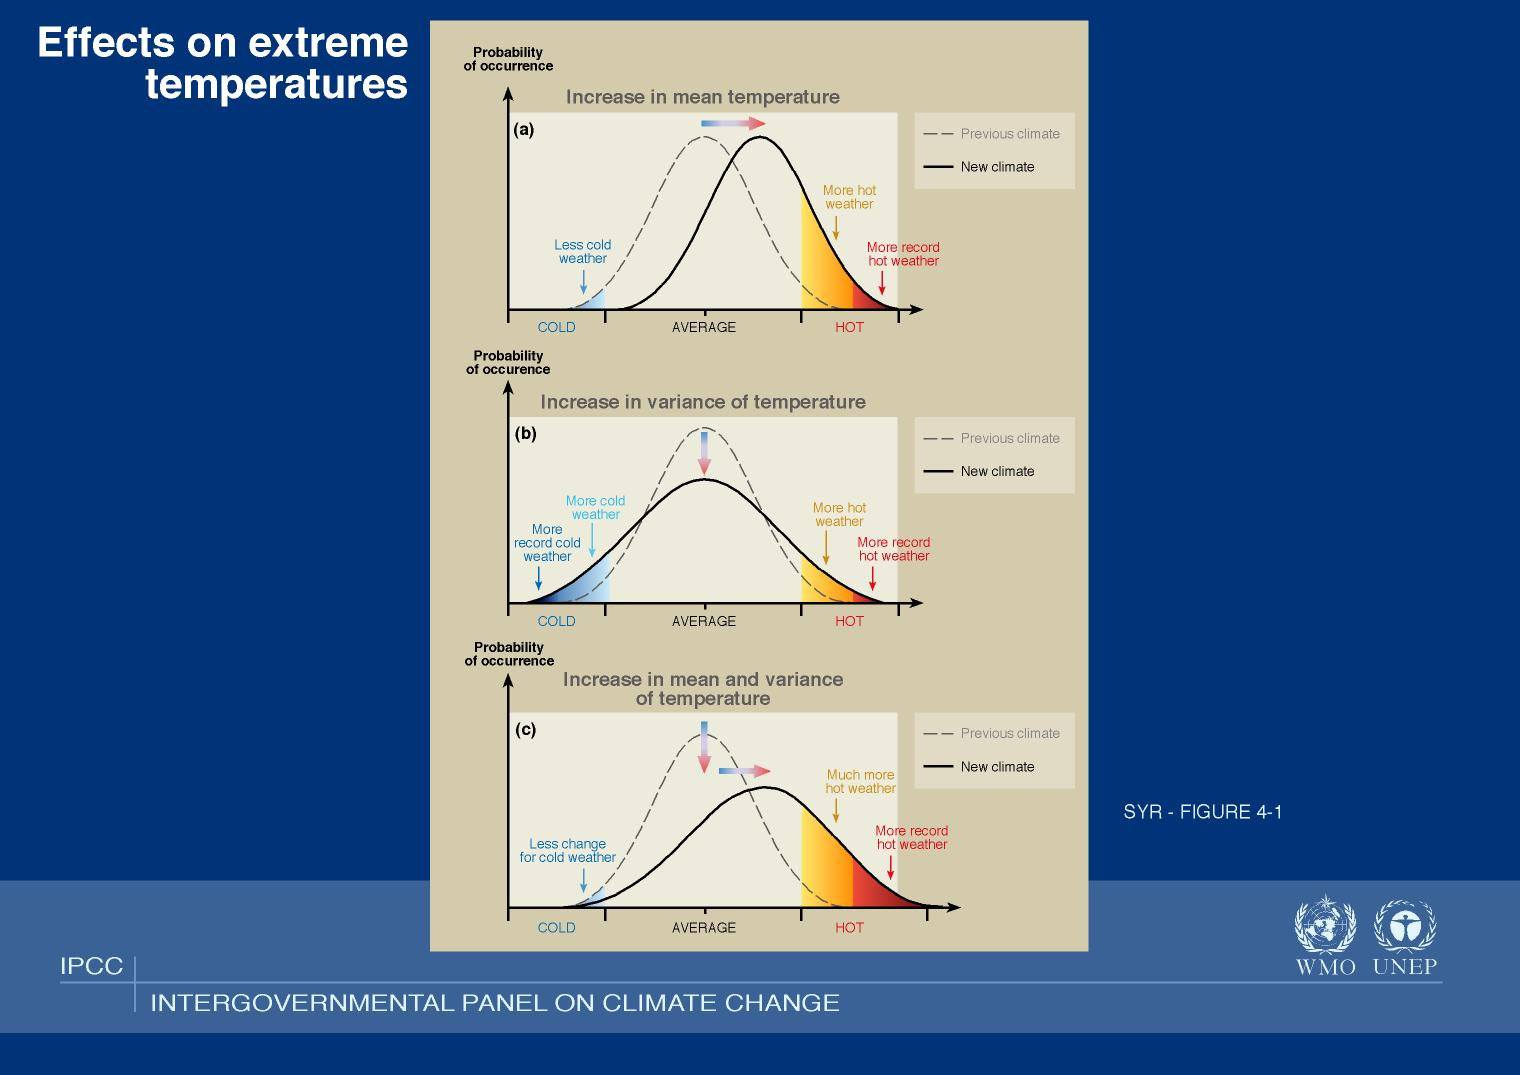 Effects on extreme
temperatures
Probability
of occurrence
Increase in mean temperature
(a)
Previous climate
New climate
More hot
weather
Less cold
weather
More record
hot weather
COLD
AVERAGE
HOT
Probability
of occurence
Increase in variance of temperature
(b)
Previous climate
New climate
More cold
weather
More hot
weather
More
record cold
weather
More record
hot weather
COLD
AVERAGE
HOT
Probability
of occurrence
Increase in mean and variance
of temperature
(c)
Previous climate
New climate
Much more
hot weather
Less change
for cold weather
More record
hot weather
COLD
AVERAGE
HOT
SYR - FIGURE 4-1
WMO UNEP
IPCC
INTERGOVERNMENTAL PANEL ON CLIMATE CHANGE